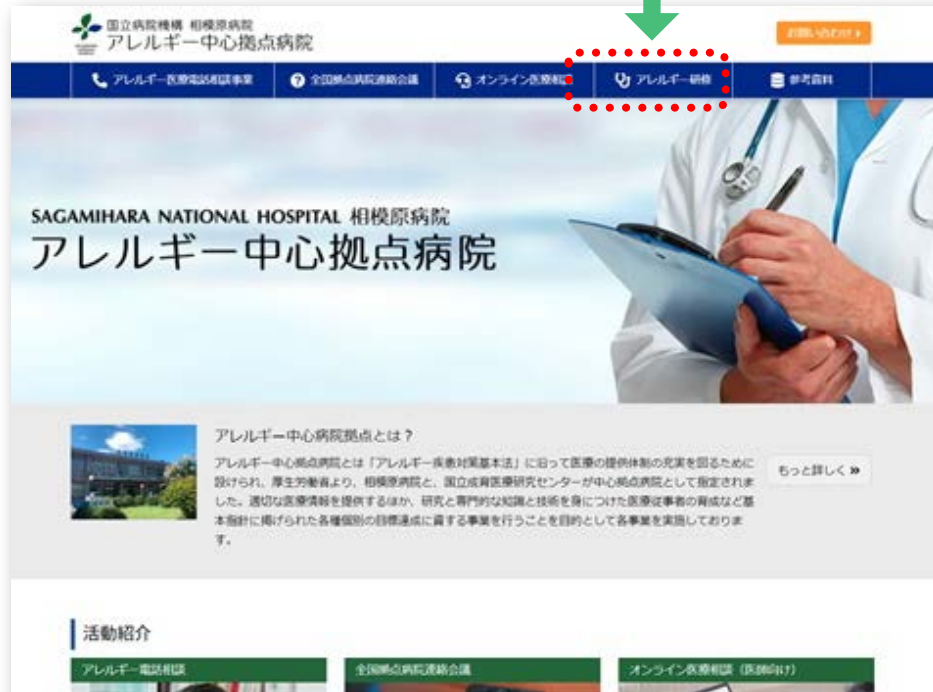 国立病院機構 相模原病院
アレルギー中心拠点病院
お問い合わせ
アレルギー医療電話相談事業
全国拠点病院連絡会議
オンライン医療相談
アレルギー研修
参考資料
SAGAMIHARA NATIONAL HOSPITAL 相模原病院
アレルギー中心拠点病院
アレルギー中心病院拠点とは？
アレルギー中心拠点病院とは「アレルギー疾患対策基本法」に沿って医療の提供体制の充実を図るために
設けられ、厚生労働省より、相模原病院と、国立成育医療研究センターが中心拠点病院として指定されま
した。適切な医療情報を提供するほか、研究と専門的な知識と技術を身につけた医療従事者の育成など基
本指針に掲げられた各種個別の目標達成に資する事業を行うことを目的として各事業を実施しておりま
す。
もっと詳しく »
活動紹介
アレルギー電話相談
全国拠点病院連絡会議
オンライン医療相談（医師向け）